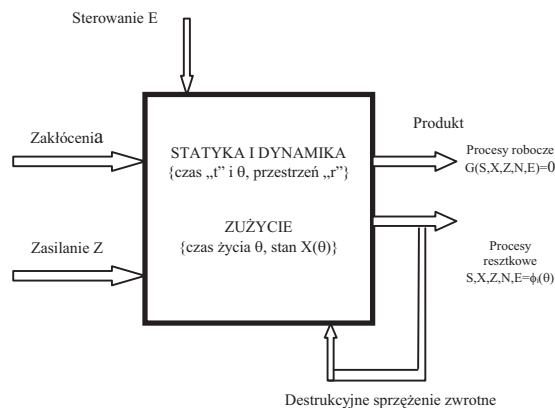 Sterowanie E
Zakłócenia
Zasilanie Z
STATYKA I DYNAMIKA
{czas „t” i θ, przestrzeń „r”}
ZUŻYCIE
{czas życia θ, stan X(θ)}
Produkt
Procesy robocze
G(S,X,Z,N,E)=0
Procesy
resztkowe
S,X,Z,N,E=ϕᵢ(θ)
Destrukcyjne sprzężenie zwrotne